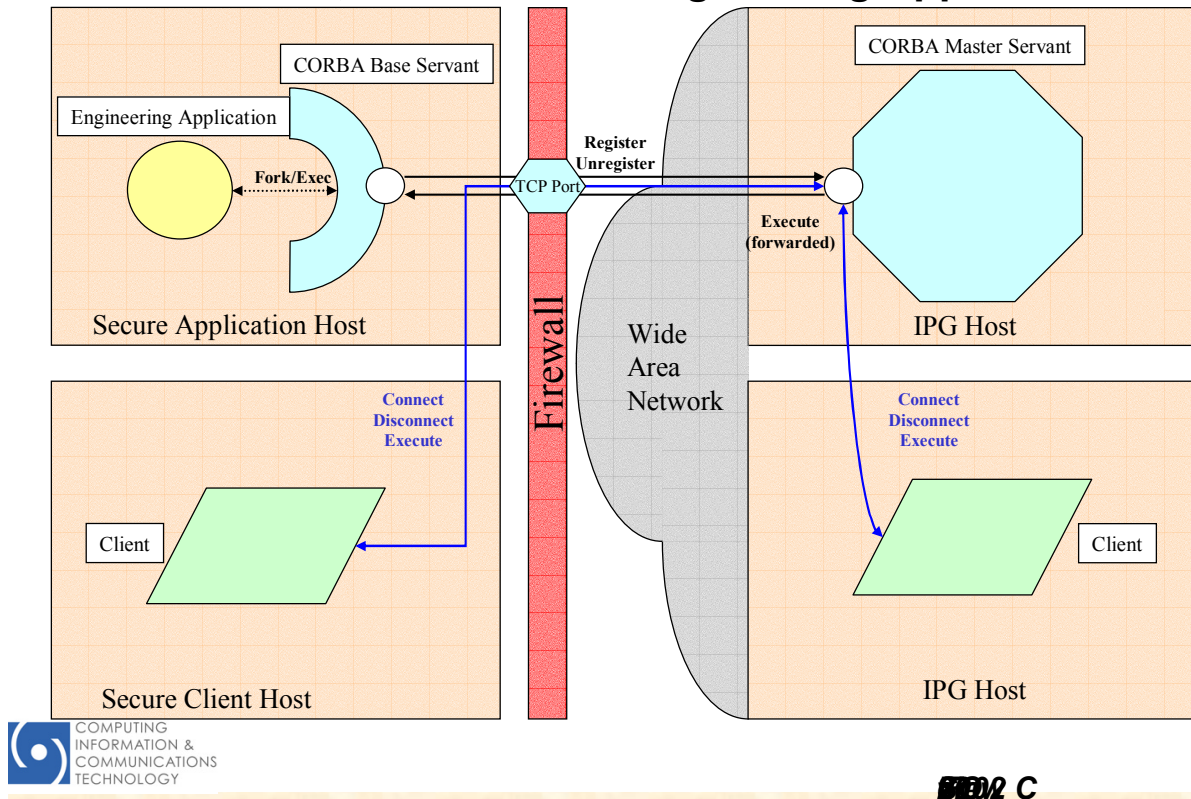 CORBA Base Servant
Engineering Application
Fork/Exec
Secure Application Host
Register
Unregister
TCP Port
Execute
(forwarded)
CORBA Master Servant
IPG Host
Firewall
Wide
Area
Network
Connect
Disconnect
Execute
Client
Secure Client Host
Connect
Disconnect
Execute
Client
IPG Host
COMPUTING
INFORMATION &
COMMUNICATIONS
TECHNOLOGY
C